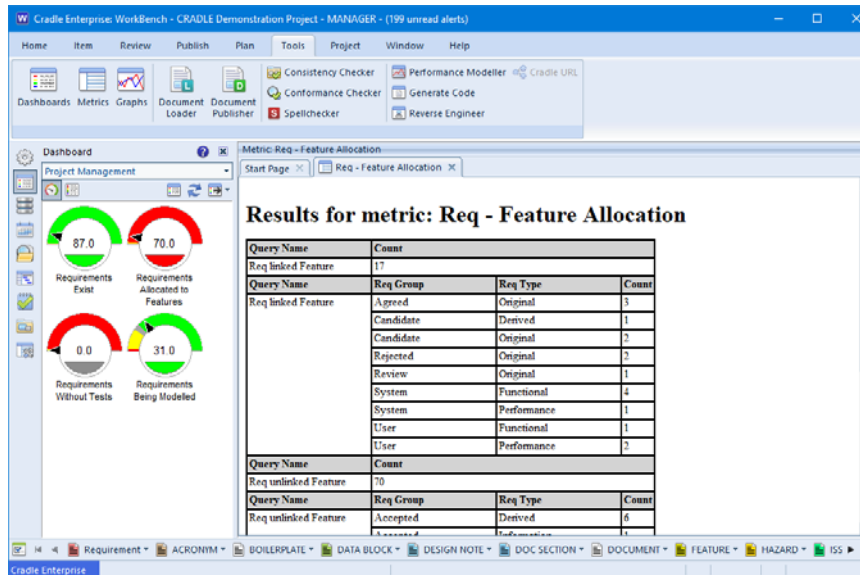 Cradle Enterprise: WorkBench - CRADLE Demonstration Project - MANAGER - (199 unread alerts)
Home Item Review Publish Plan Tools Project Window Help
Dashboards Metrics Graphs Document Loader Document Publisher
Consistency Checker Performance Modeller Cradle URL
Conformance Checker Generate Code
Spellchecker Reverse Engineer
Dashboard
Project Management
87.0 70.0
Requirements Exist Requirements Allocated to Features
0.0 31.0
Requirements Without Tests Requirements Being Modelled
Metric: Req - Feature Allocation
Start Page Req - Feature Allocation
Results for metric: Req - Feature Allocation
Query Name Count
Req linked Feature 17
Query Name Req Group Req Type Count
Req linked Feature Agreed Original 3
Candidate Derived 1
Candidate Original 2
Rejected Original 2
Review Original 1
System Functional 4
System Performance 1
User Functional 1
User Performance 2
Query Name Count
Req unlinked Feature 70
Query Name Req Group Req Type Count
Req unlinked Feature Accepted Derived 6
Requirement ACRONYM BOILERPLATE DATA BLOCK DESIGN NOTE DOC SECTION DOCUMENT FEATURE HAZARD ISS
Cradle Enterprise